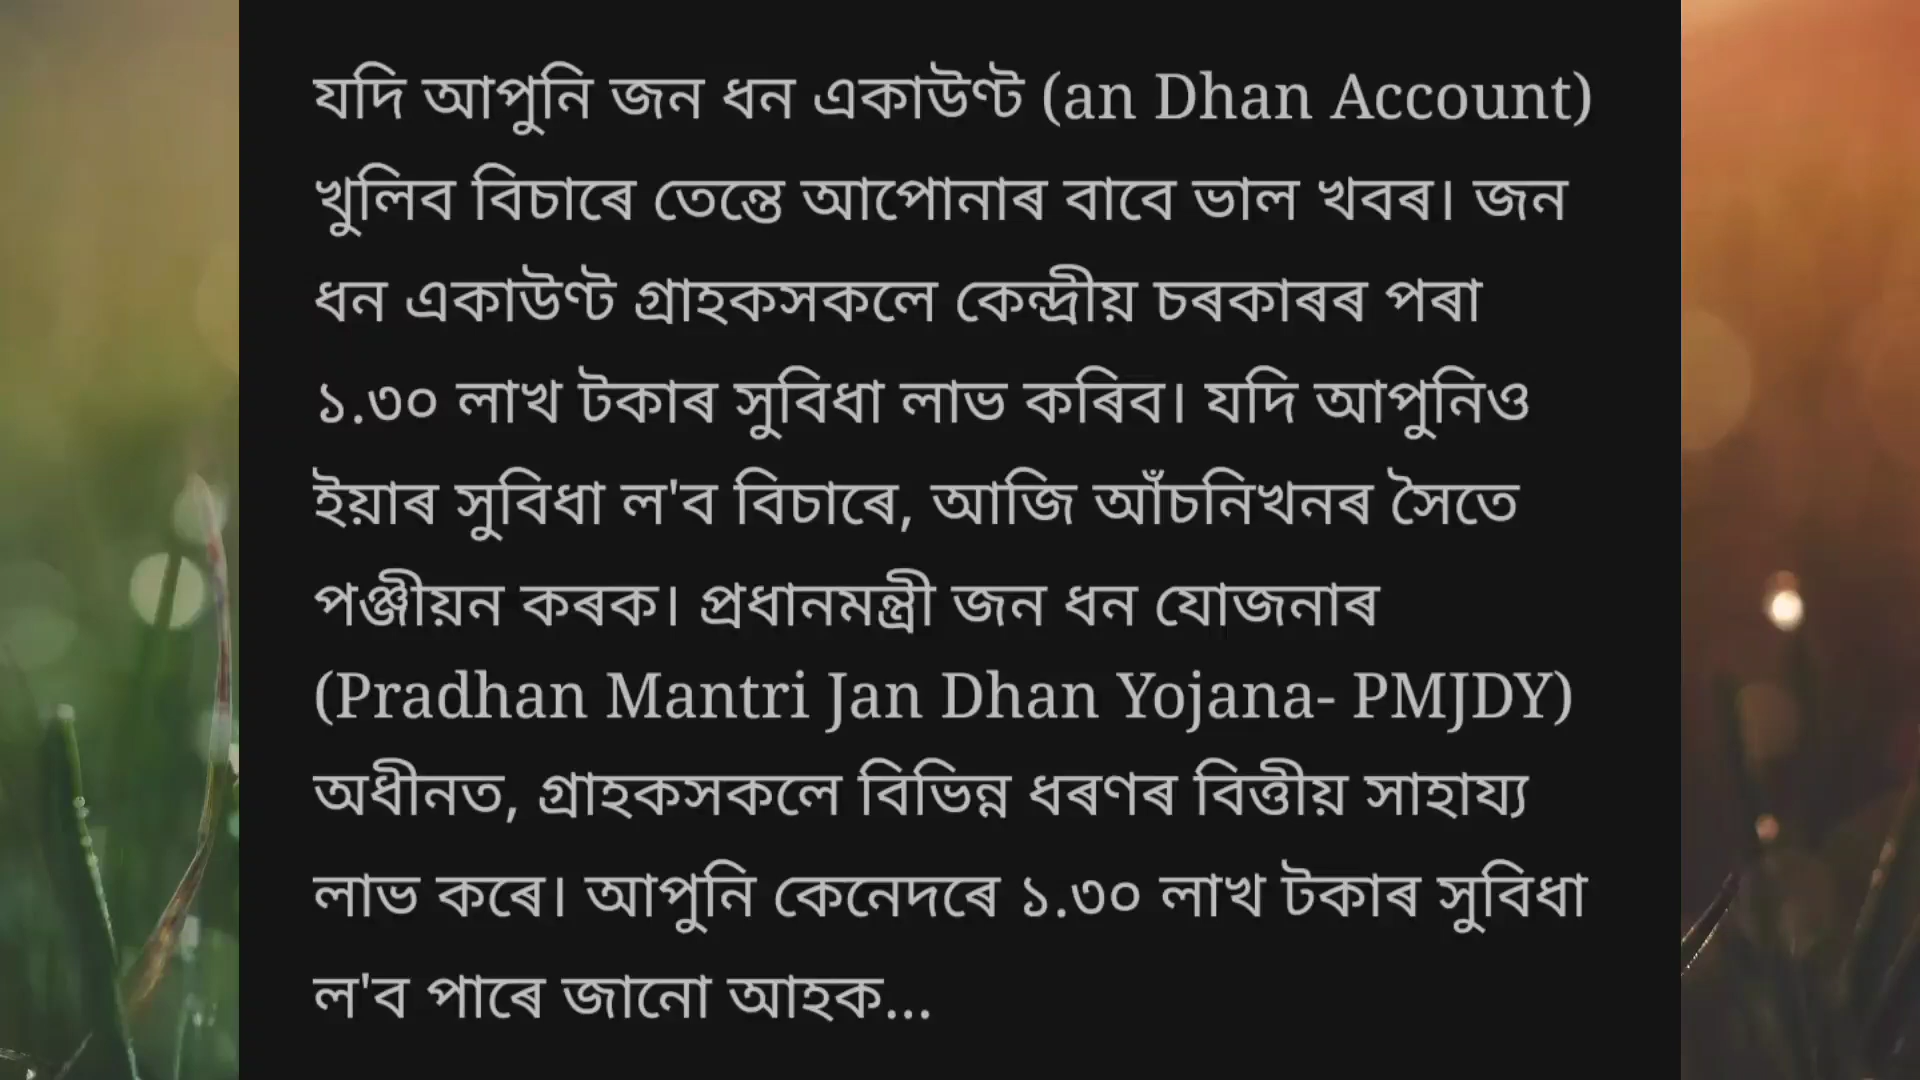 যদি আপুনি জন ধন একাউণ্ট (an Dhan Account)
খুলিব বিচাৰে তেন্তে আপোনাৰ বাবে ভাল খবৰ। জন
ধন একাউণ্ট গ্ৰাহকসকলে কেন্দ্ৰীয় চৰকাৰৰ পৰা
১.৩০ লাখ টকাৰ সুবিধা লাভ কৰিব। যদি আপুনিও
ইয়াৰ সুবিধা ল'ব বিচাৰে, আজি আঁচনিখনৰ সৈতে
পঞ্জীয়ন কৰক। প্ৰধানমন্ত্ৰী জন ধন যোজনাৰ
(Pradhan Mantri Jan Dhan Yojana- PMJDY)
অধীনত, গ্ৰাহকসকলে বিভিন্ন ধৰণৰ বিত্তীয় সাহায্য
লাভ কৰে। আপুনি কেনেদৰে ১.৩০ লাখ টকাৰ সুবিধা
ল'ব পাৰে জানো আহক...